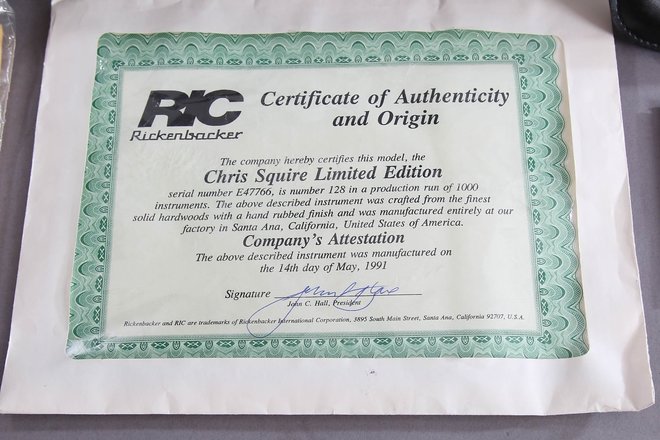 RIC
Rickenbacker
Certificate of Authenticity
and Origin
The company hereby certifies this model, the
Chris Squire Limited Edition
serial number E47766, is number 128 in a production run of 1000
instruments. The above described instrument was crafted from the finest
solid hardwoods with a hand rubbed finish and was manufactured entirely at our
factory in Santa Ana, California, United States of America.
Company's Attestation
The above described instrument was manufactured on
the 14th day of May, 1991
Signature John C Hall
John C. Hall, President
Rickenbacker and RIC are trademarks of Rickenbacker International Corporation, 3895 South Main Street, Santa Ana, California 92707, U.S.A.